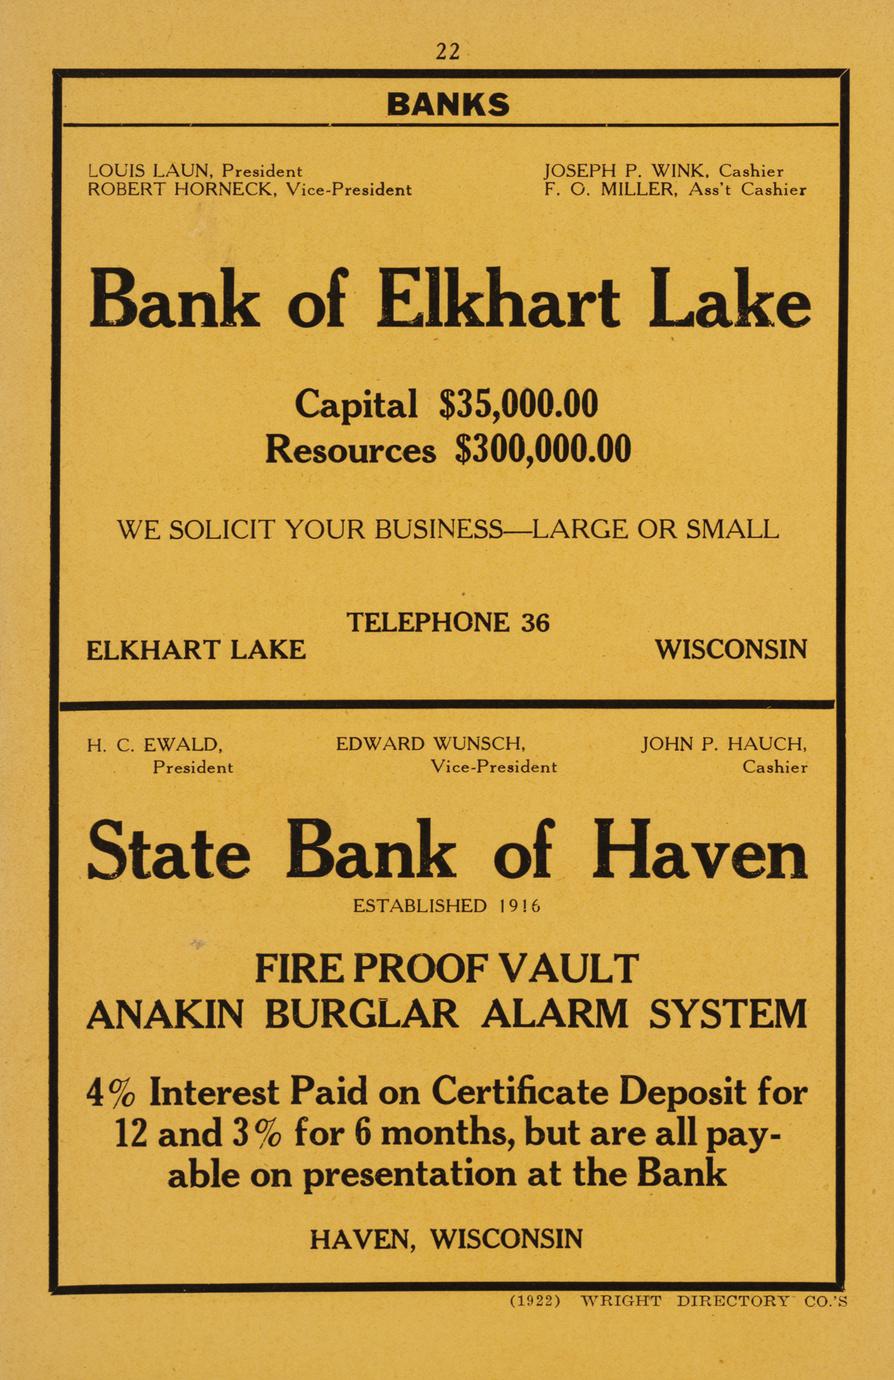 22
BANKS
LOUIS LAUN, President
ROBERT HORNECK, Vice-President
JOSEPH P. WINK, Cashier
F. O. MILLER, Ass't Cashier
Bank of Elkhart Lake
Capital $35,000.00
Resources $300,000.00
WE SOLICIT YOUR BUSINESS—LARGE OR SMALL
TELEPHONE 36
ELKHART LAKE WISCONSIN
H. C. EWALD,
President
EDWARD WUNSCH,
Vice-President
JOHN P. HAUCH,
Cashier
State Bank of Haven
ESTABLISHED 1916
FIRE PROOF VAULT
ANAKIN BURGLAR ALARM SYSTEM
4% Interest Paid on Certificate Deposit for
12 and 3% for 6 months, but are all pay-
able on presentation at the Bank
HAVEN, WISCONSIN
(1922) WRIGHT DIRECTORY CO.'S